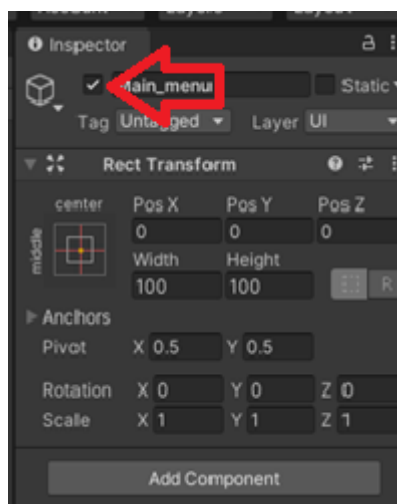 Inspector
Main_menu Static
Tag Untagged Layer UI
Rect Transform
center Pos X Pos Y Pos Z
middle 0 0 0
Width Height
100 100 R
Anchors
Pivot X 0.5 Y 0.5
Rotation X 0 Y 0 Z 0
Scale X 1 Y 1 Z 1
Add Component